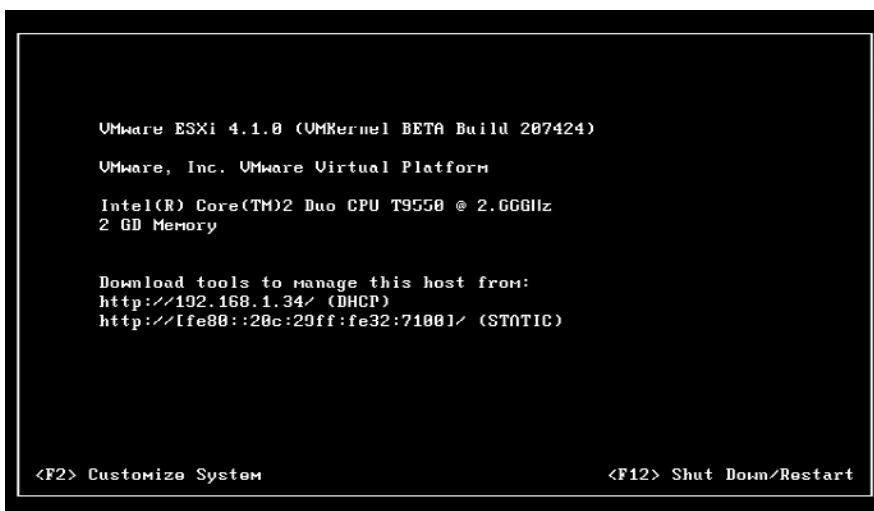 VMware ESXi 4.1.0 (VMKernel BETA Build 207424)
VMware, Inc. VMware Virtual Platform
Intel(R) Core(TM)2 Duo CPU T9550 @ 2.66GHz
2 GB Memory
Download tools to manage this host from:
http://192.168.1.34/ (DHCP)
http://[fe80::20c:29ff:fe32:7100]/ (STATIC)
<F2> Customize System
<F12> Shut Down/Restart